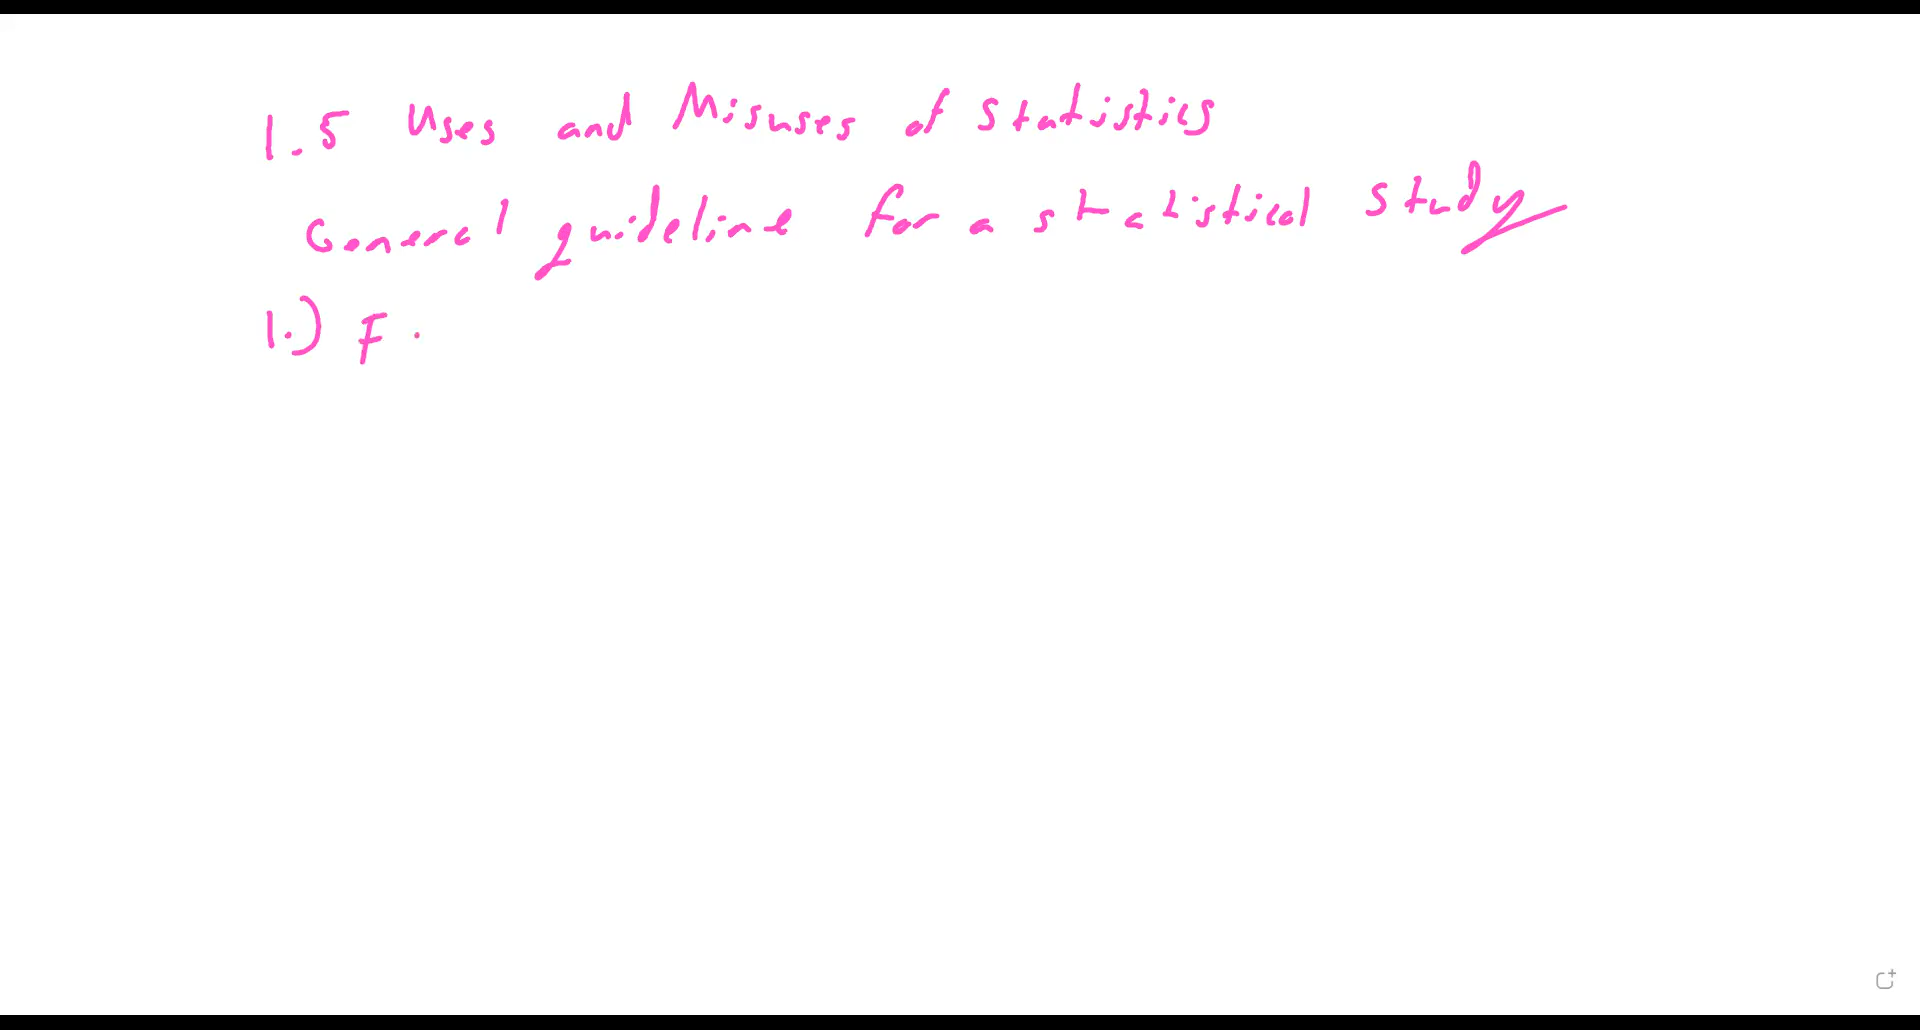 1.5 Uses and Misuses of Statistics
General guideline for a statistical study
1.) F